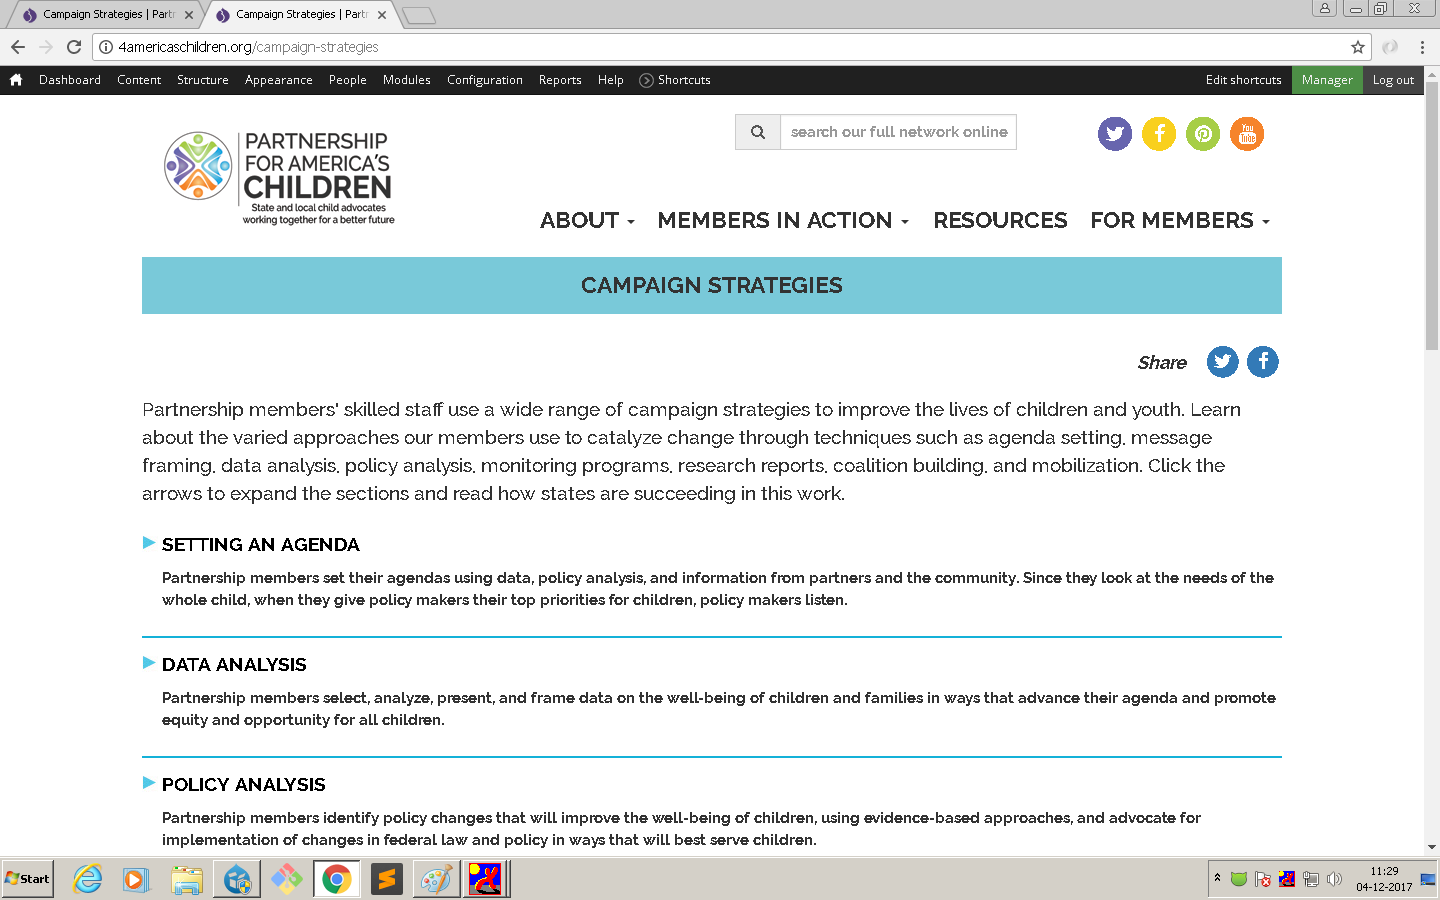 Campaign Strategies | Partr
Campaign Strategies | Partr
4americaschildren.org/campaign-strategies
Dashboard Content Structure Appearance People Modules Configuration Reports Help Shortcuts Edit shortcuts Manager Log out
PARTNERSHIP
FOR AMERICA'S
CHILDREN
State and local child advocates
working together for a better future
search our full network online
You
Tube
ABOUT MEMBERS IN ACTION RESOURCES FOR MEMBERS
CAMPAIGN STRATEGIES
Share
Partnership members' skilled staff use a wide range of campaign strategies to improve the lives of children and youth. Learn
about the varied approaches our members use to catalyze change through techniques such as agenda setting, message
framing, data analysis, policy analysis, monitoring programs, research reports, coalition building, and mobilization. Click the
arrows to expand the sections and read how states are succeeding in this work.
SETTING AN AGENDA
Partnership members set their agendas using data, policy analysis, and information from partners and the community. Since they look at the needs of the
whole child, when they give policy makers their top priorities for children, policy makers listen.
DATA ANALYSIS
Partnership members select, analyze, present, and frame data on the well-being of children and families in ways that advance their agenda and promote
equity and opportunity for all children.
POLICY ANALYSIS
Partnership members identify policy changes that will improve the well-being of children, using evidence-based approaches, and advocate for
implementation of changes in federal law and policy in ways that will best serve children.
Start
11:29
04-12-2017